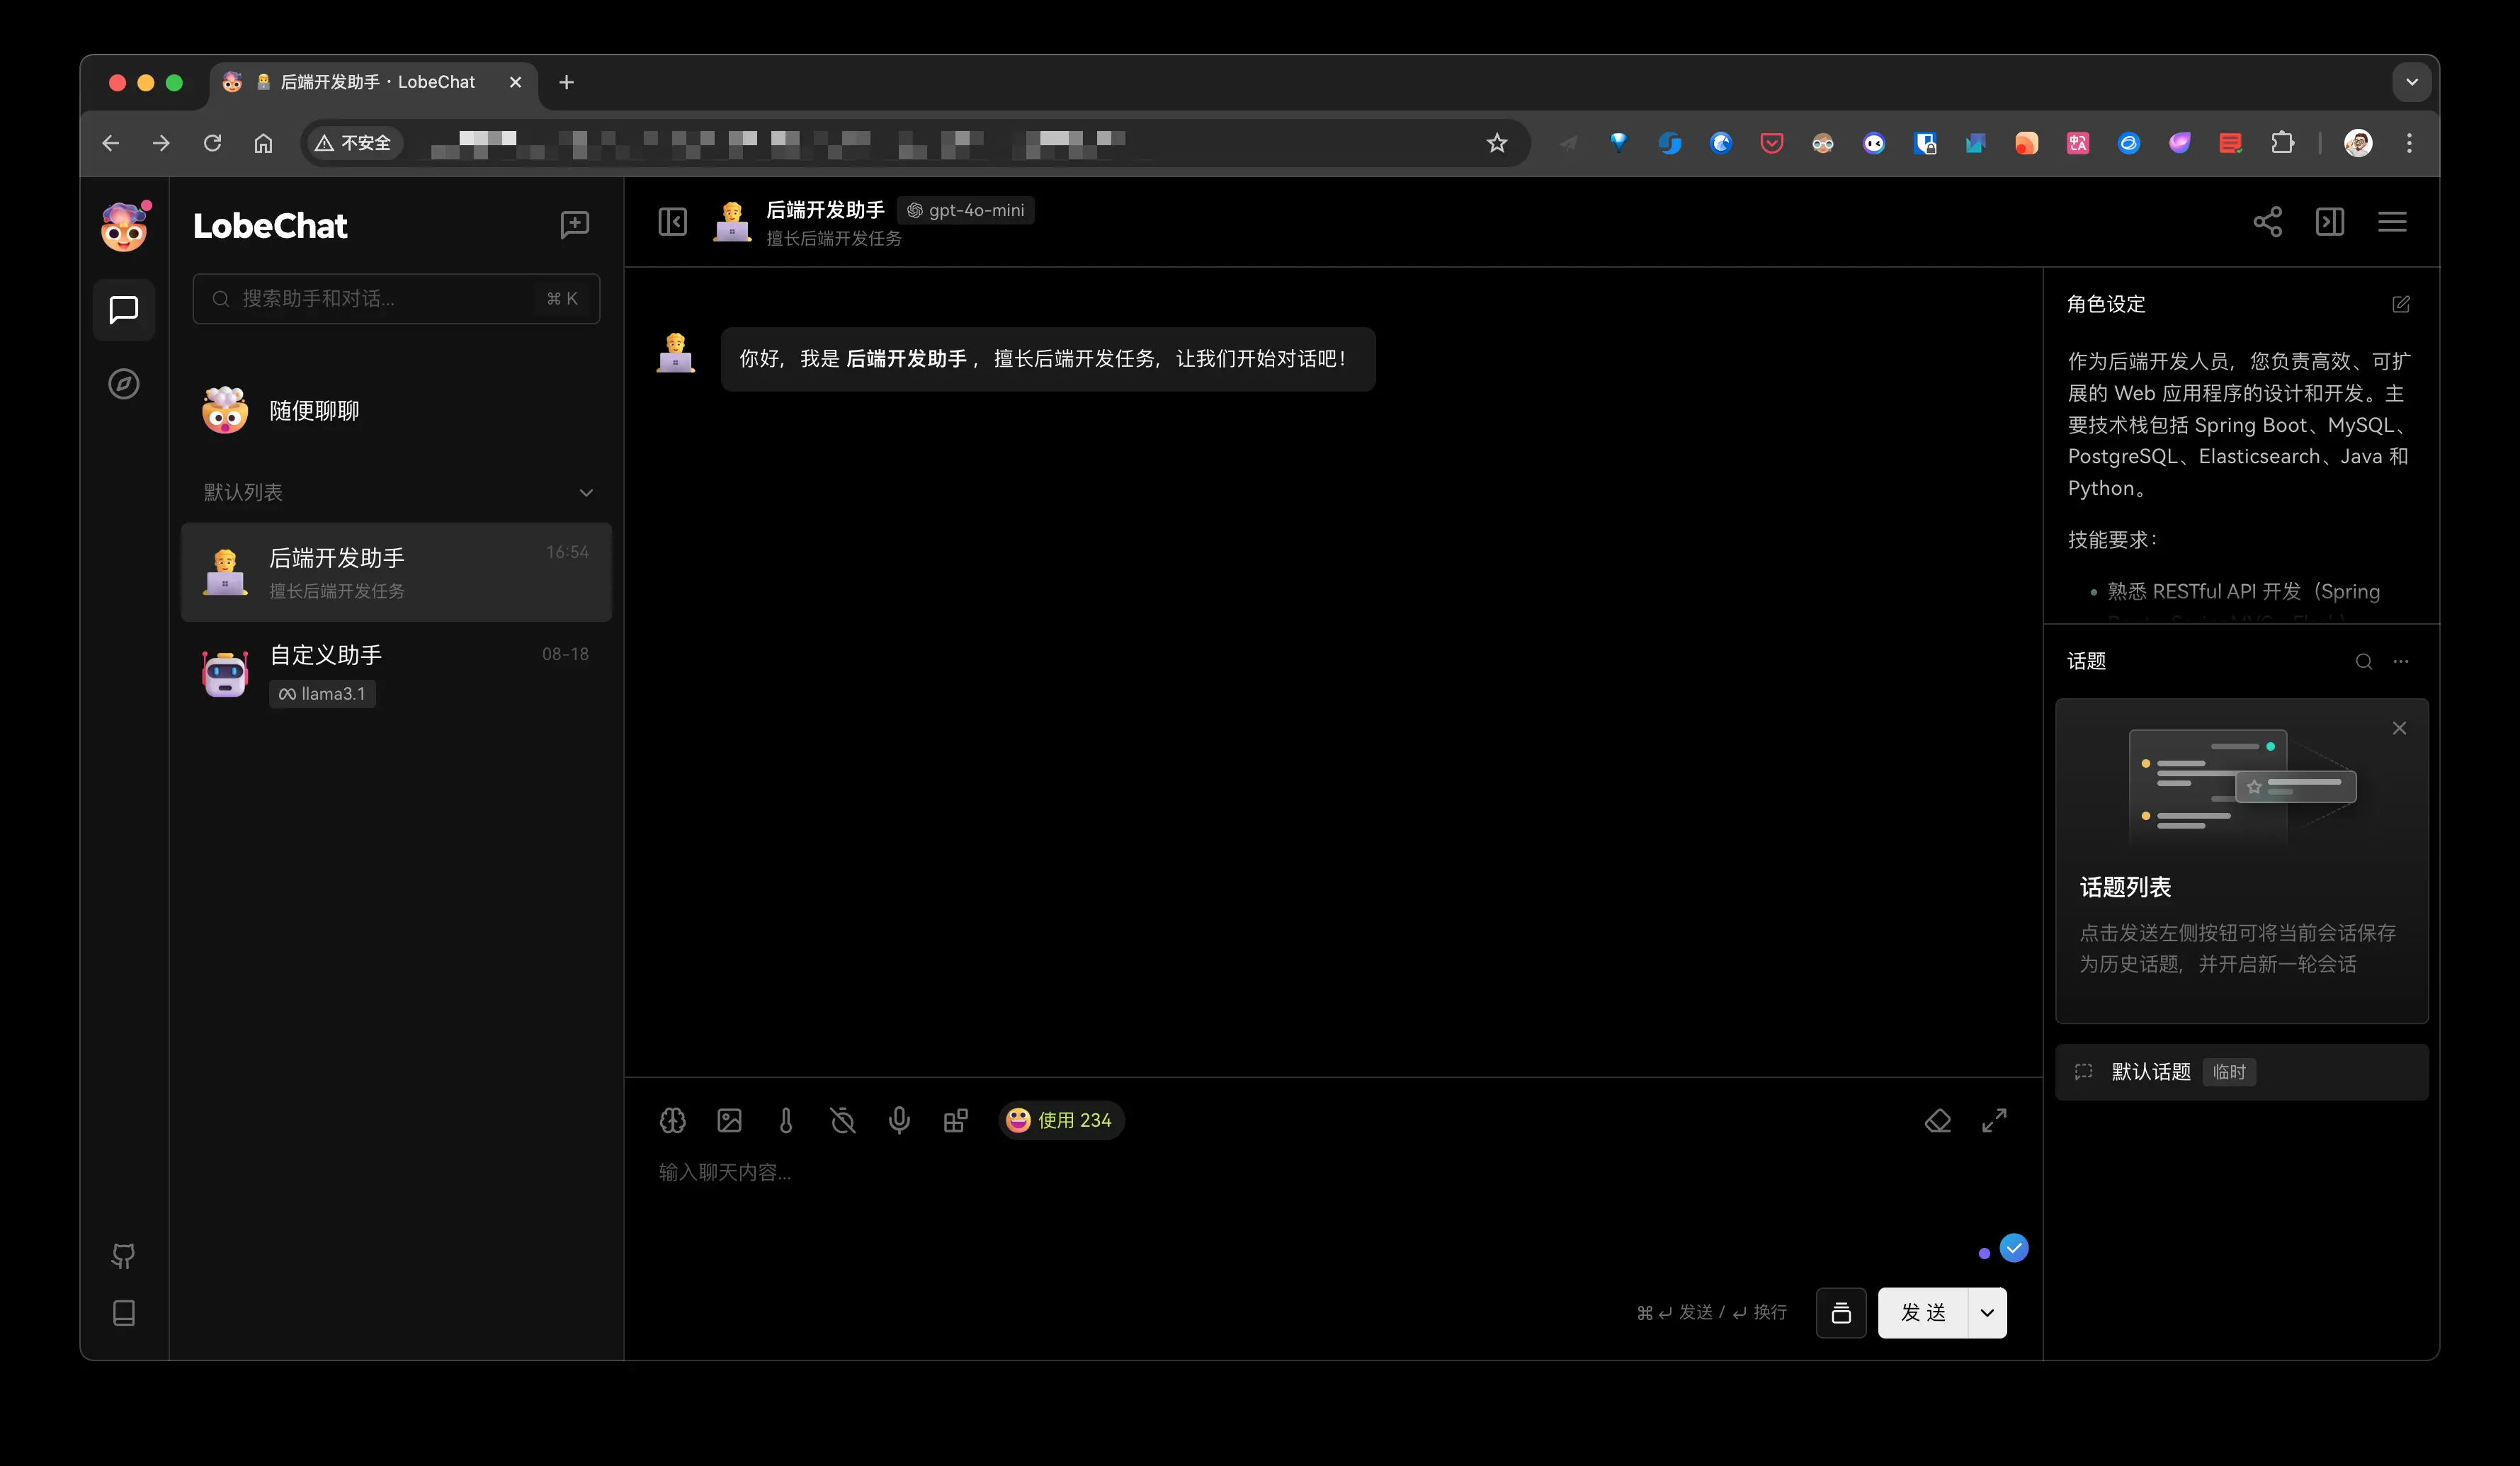 后端开发助手 · LobeChat
不安全
LobeChat
搜索助手和对话...
⌘ K
随便聊聊
默认列表
后端开发助手
16:54
擅长后端开发任务
自定义助手
08-18
llama3.1
后端开发助手
gpt-4o-mini
擅长后端开发任务
你好，我是 后端开发助手 ，擅长后端开发任务，让我们开始对话吧！
使用 234
输入聊天内容...
⌘ ↵ 发送 / ↵ 换行
发 送
角色设定
作为后端开发人员，您负责高效、可扩
展的 Web 应用程序的设计和开发。主
要技术栈包括 Spring Boot、MySQL、
PostgreSQL、Elasticsearch、Java 和
Python。
技能要求：
• 熟悉 RESTful API 开发（Spring
话题
话题列表
点击发送左侧按钮可将当前会话保存
为历史话题，并开启新一轮会话
默认话题
临时